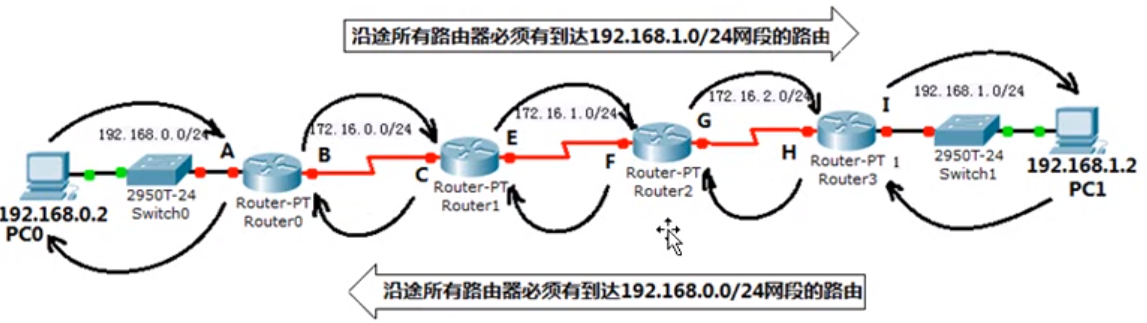 沿途所有路由器必须有到达192.168.1.0/24网段的路由
192.168.0.0/24
172.16.0.0/24
172.16.1.0/24
172.16.2.0/24
192.168.1.0/24
A
B
C
E
F
G
H
I
2950T-24
Switch0
Router-PT
Router0
Router-PT
Router1
Router-PT
Router2
Router-PT 1
Router3
2950T-24
Switch1
192.168.0.2
PC0
192.168.1.2
PC1
沿途所有路由器必须有到达192.168.0.0/24网段的路由